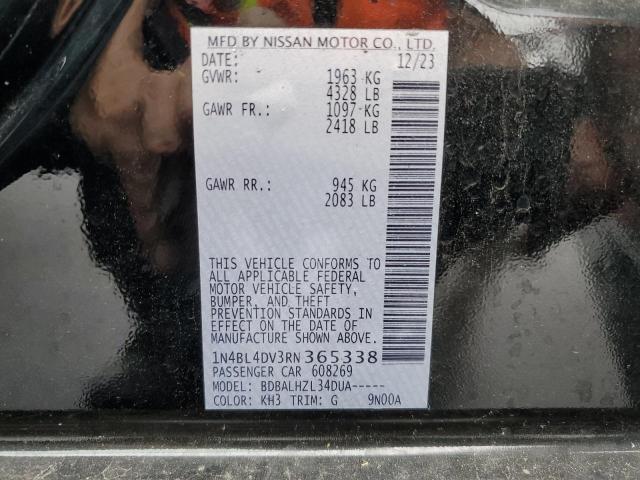 MFD BY NISSAN MOTOR CO., LTD.
DATE: 12/23
GVWR: 1963 KG
4328 LB
GAWR FR.: 1097 KG
2418 LB
GAWR RR.: 945 KG
2083 LB
THIS VEHICLE CONFORMS TO
ALL APPLICABLE FEDERAL
MOTOR VEHICLE SAFETY,
BUMPER, AND THEFT
PREVENTION STANDARDS IN
EFFECT ON THE DATE OF
MANUFACTURE SHOWN ABOVE.
1N4BL4DV3RN365338
PASSENGER CAR 608269
MODEL: BDBALHZL34DUA-----
COLOR: KH3 TRIM: G 9N00A